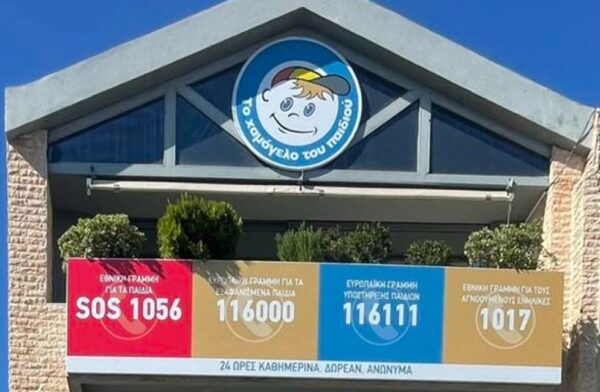 Το χαμόγελο του παιδιού
ΕΘΝΙΚΗ ΓΡΑΜΜΗ
ΓΙΑ ΤΑ ΠΑΙΔΙΑ
SOS 1056
ΕΥΡΩΠΑΪΚΗ ΓΡΑΜΜΗ ΓΙΑ ΤΑ
ΕΞΑΦΑΝΙΣΜΕΝΑ ΠΑΙΔΙΑ
116000
ΕΥΡΩΠΑΪΚΗ ΓΡΑΜΜΗ
ΥΠΟΣΤΗΡΙΞΗΣ ΠΑΙΔΙΩΝ
116111
ΕΘΝΙΚΗ ΓΡΑΜΜΗ ΓΙΑ ΤΟΥΣ
ΑΓΝΟΟΥΜΕΝΟΥΣ ΕΝΗΛΙΚΕΣ
1017
24 ΩΡΕΣ ΚΑΘΗΜΕΡΙΝΑ, ΔΩΡΕΑΝ, ΑΝΩΝΥΜΑ